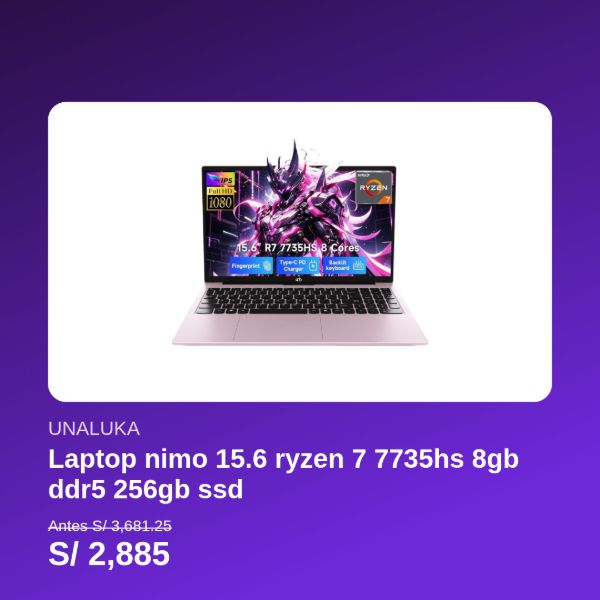 IPS
Full HD
1080
AMD
RYZEN
7
15.6" R7 7735HS 8 Cores
Fingerprint
Type-C PD
Charger
Backlit
keyboard
UNALUKA
Laptop nimo 15.6 ryzen 7 7735hs 8gb
ddr5 256gb ssd
Antes S/ 3,681.25
S/ 2,885